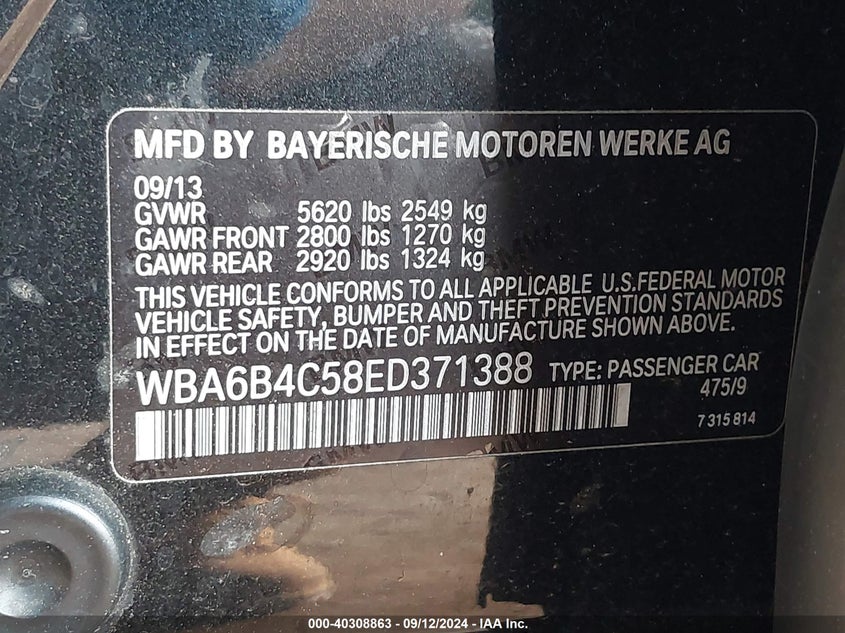 MFD BY BAYERISCHE MOTOREN WERKE AG
09/13
GVWR 5620 lbs 2549 kg
GAWR FRONT 2800 lbs 1270 kg
GAWR REAR 2920 lbs 1324 kg
THIS VEHICLE CONFORMS TO ALL APPLICABLE U.S.FEDERAL MOTOR
VEHICLE SAFETY, BUMPER AND THEFT PREVENTION STANDARDS
IN EFFECT ON THE DATE OF MANUFACTURE SHOWN ABOVE.
WBA6B4C58ED371388 TYPE: PASSENGER CAR
475/9
7 315 814
000-40308863 - 09/12/2024 - IAA Inc.